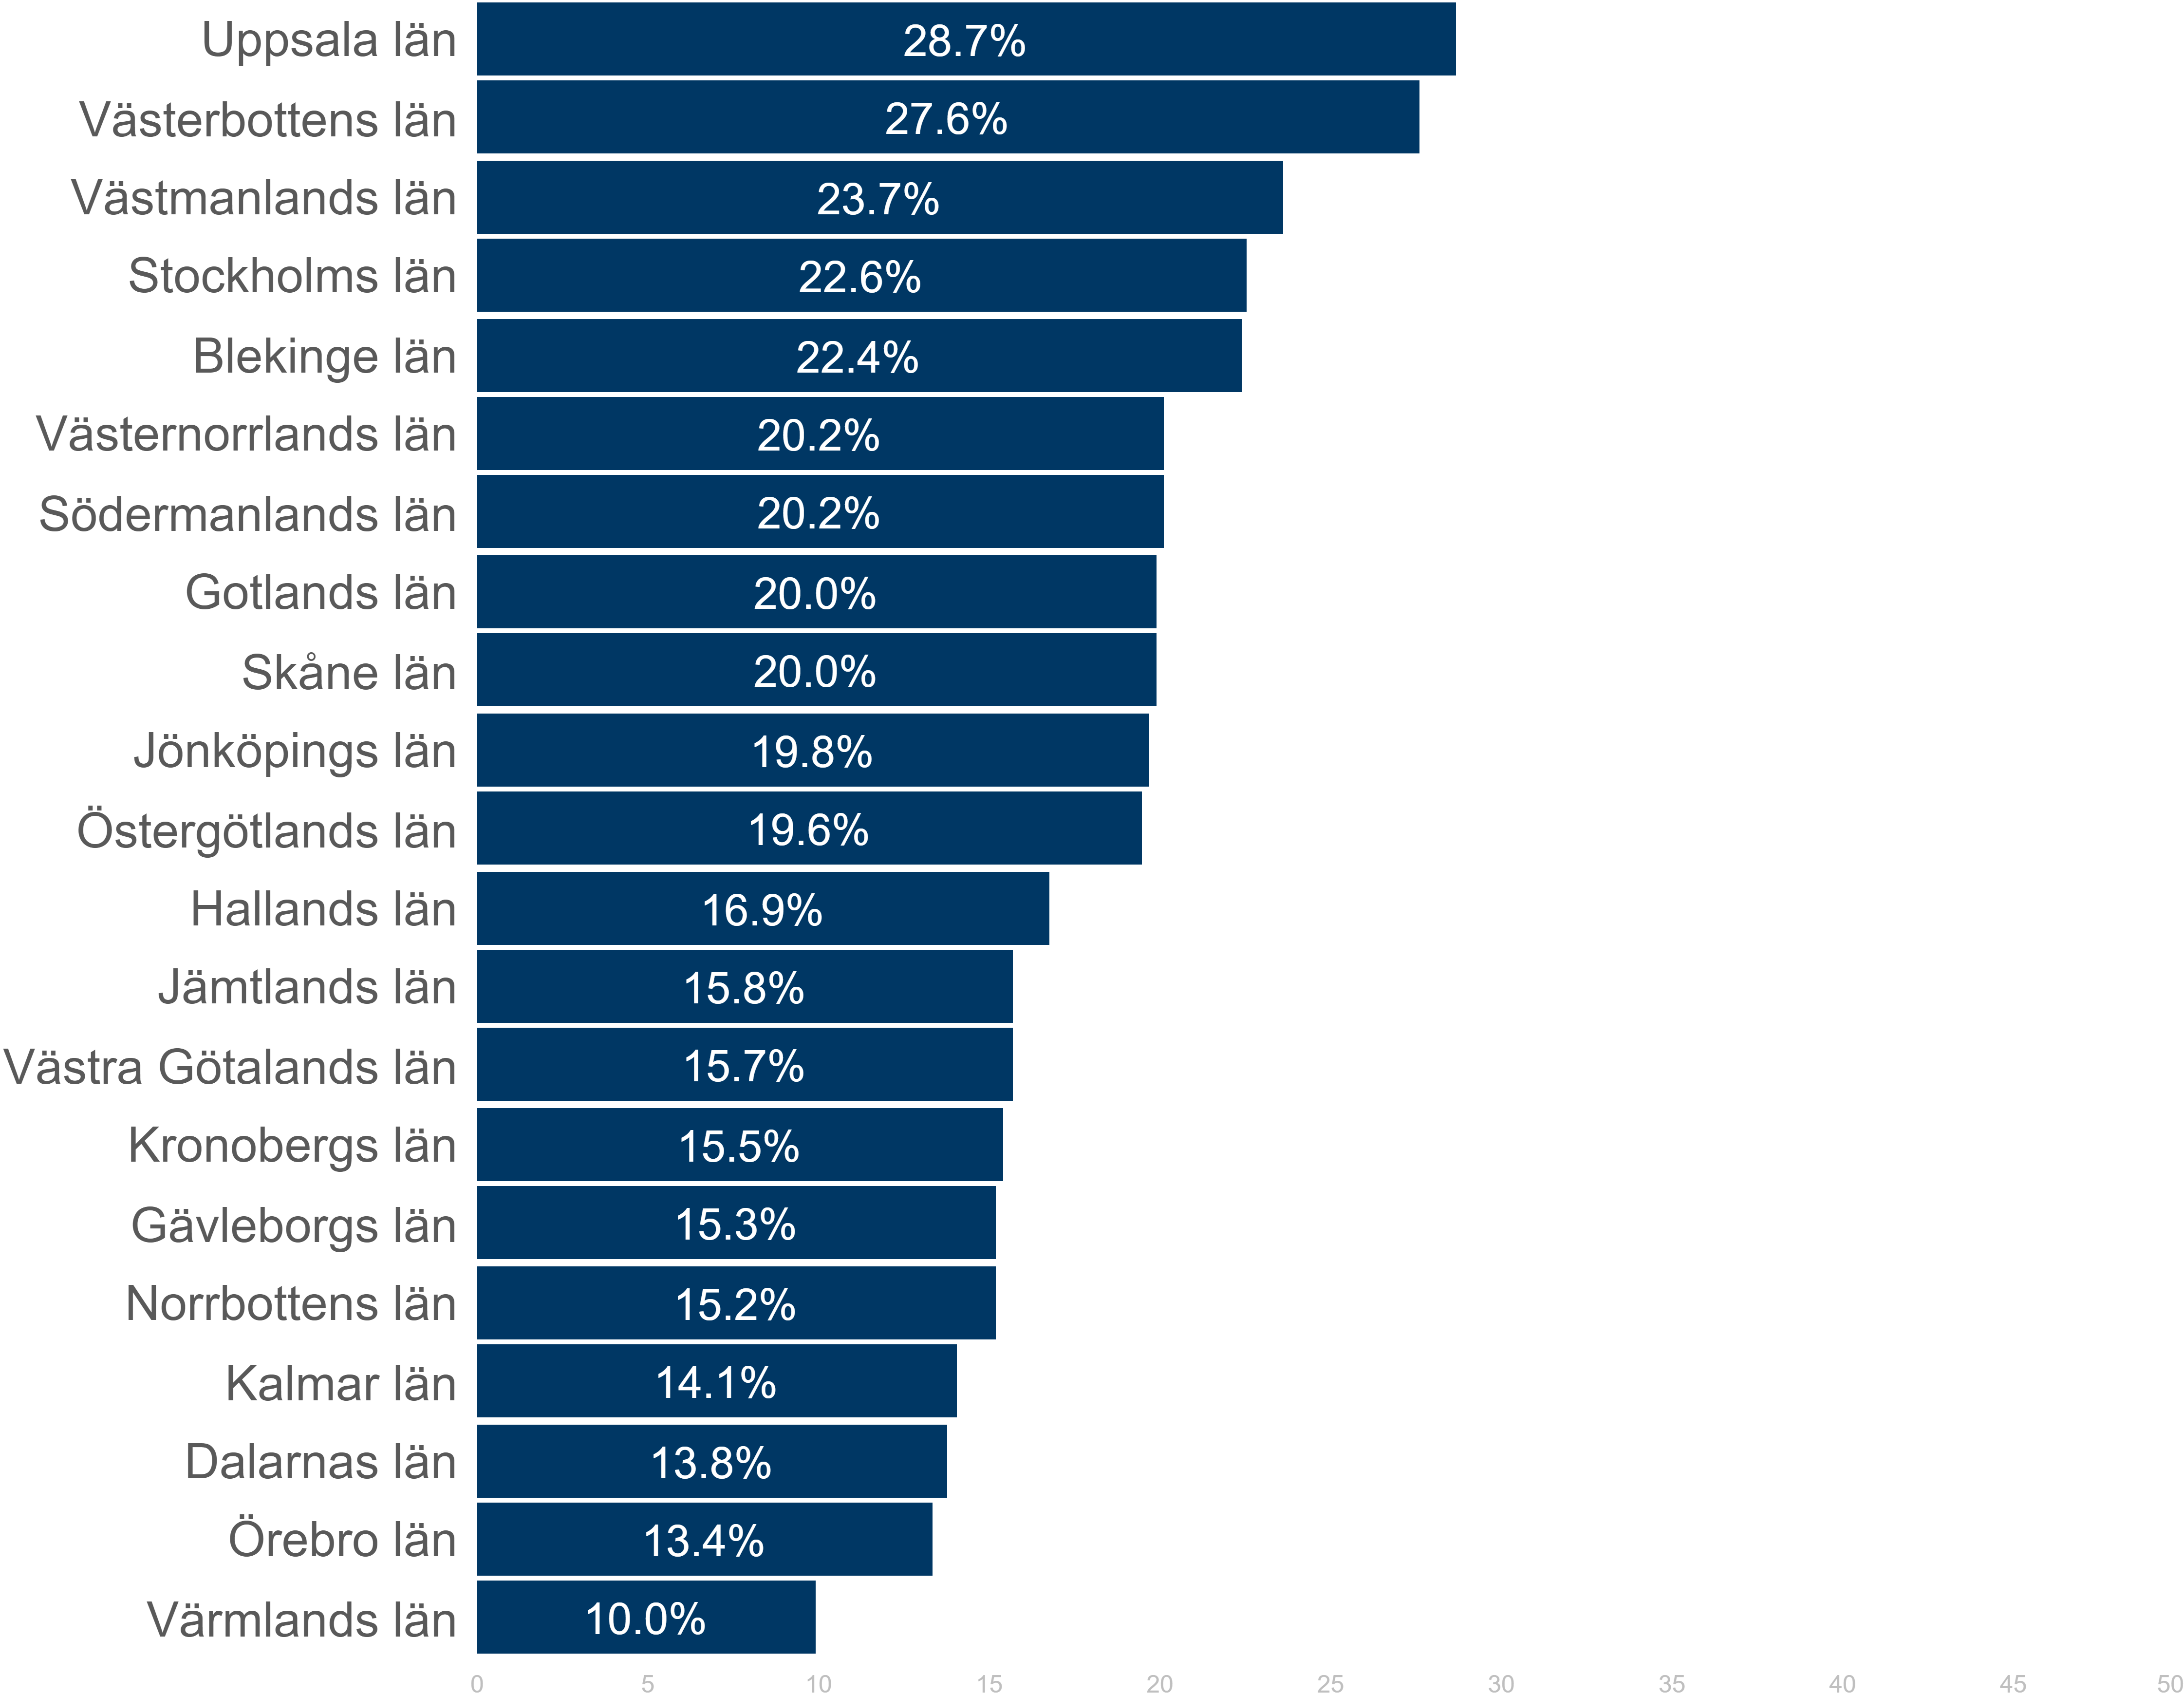 Uppsala län 28.7%
Västerbottens län 27.6%
Västmanlands län 23.7%
Stockholms län 22.6%
Blekinge län 22.4%
Västernorrlands län 20.2%
Södermanlands län 20.2%
Gotlands län 20.0%
Skåne län 20.0%
Jönköpings län 19.8%
Östergötlands län 19.6%
Hallands län 16.9%
Jämtlands län 15.8%
Västra Götalands län 15.7%
Kronobergs län 15.5%
Gävleborgs län 15.3%
Norrbottens län 15.2%
Kalmar län 14.1%
Dalarnas län 13.8%
Örebro län 13.4%
Värmlands län 10.0%
0 5 10 15 20 25 30 35 40 45 50